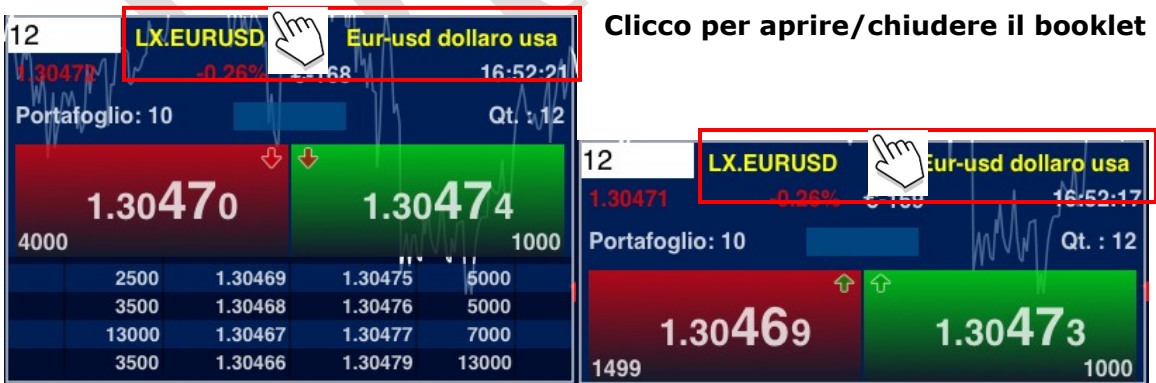 Clicco per aprire/chiudere il booklet
12 LX.EURUSD Eur-usd dollaro usa
1.30472 -0.26% 16:52:21
Portafoglio: 10 Qt. : 12
1.30470 1.30474
4000 1000
2500 1.30469 1.30475 5000
3500 1.30468 1.30476 5000
13000 1.30467 1.30477 7000
3500 1.30466 1.30479 13000
12 LX.EURUSD Eur-usd dollaro usa
1.30471 -0.26% 16:52:17
Portafoglio: 10 Qt. : 12
1.30469 1.30473
1499 1000